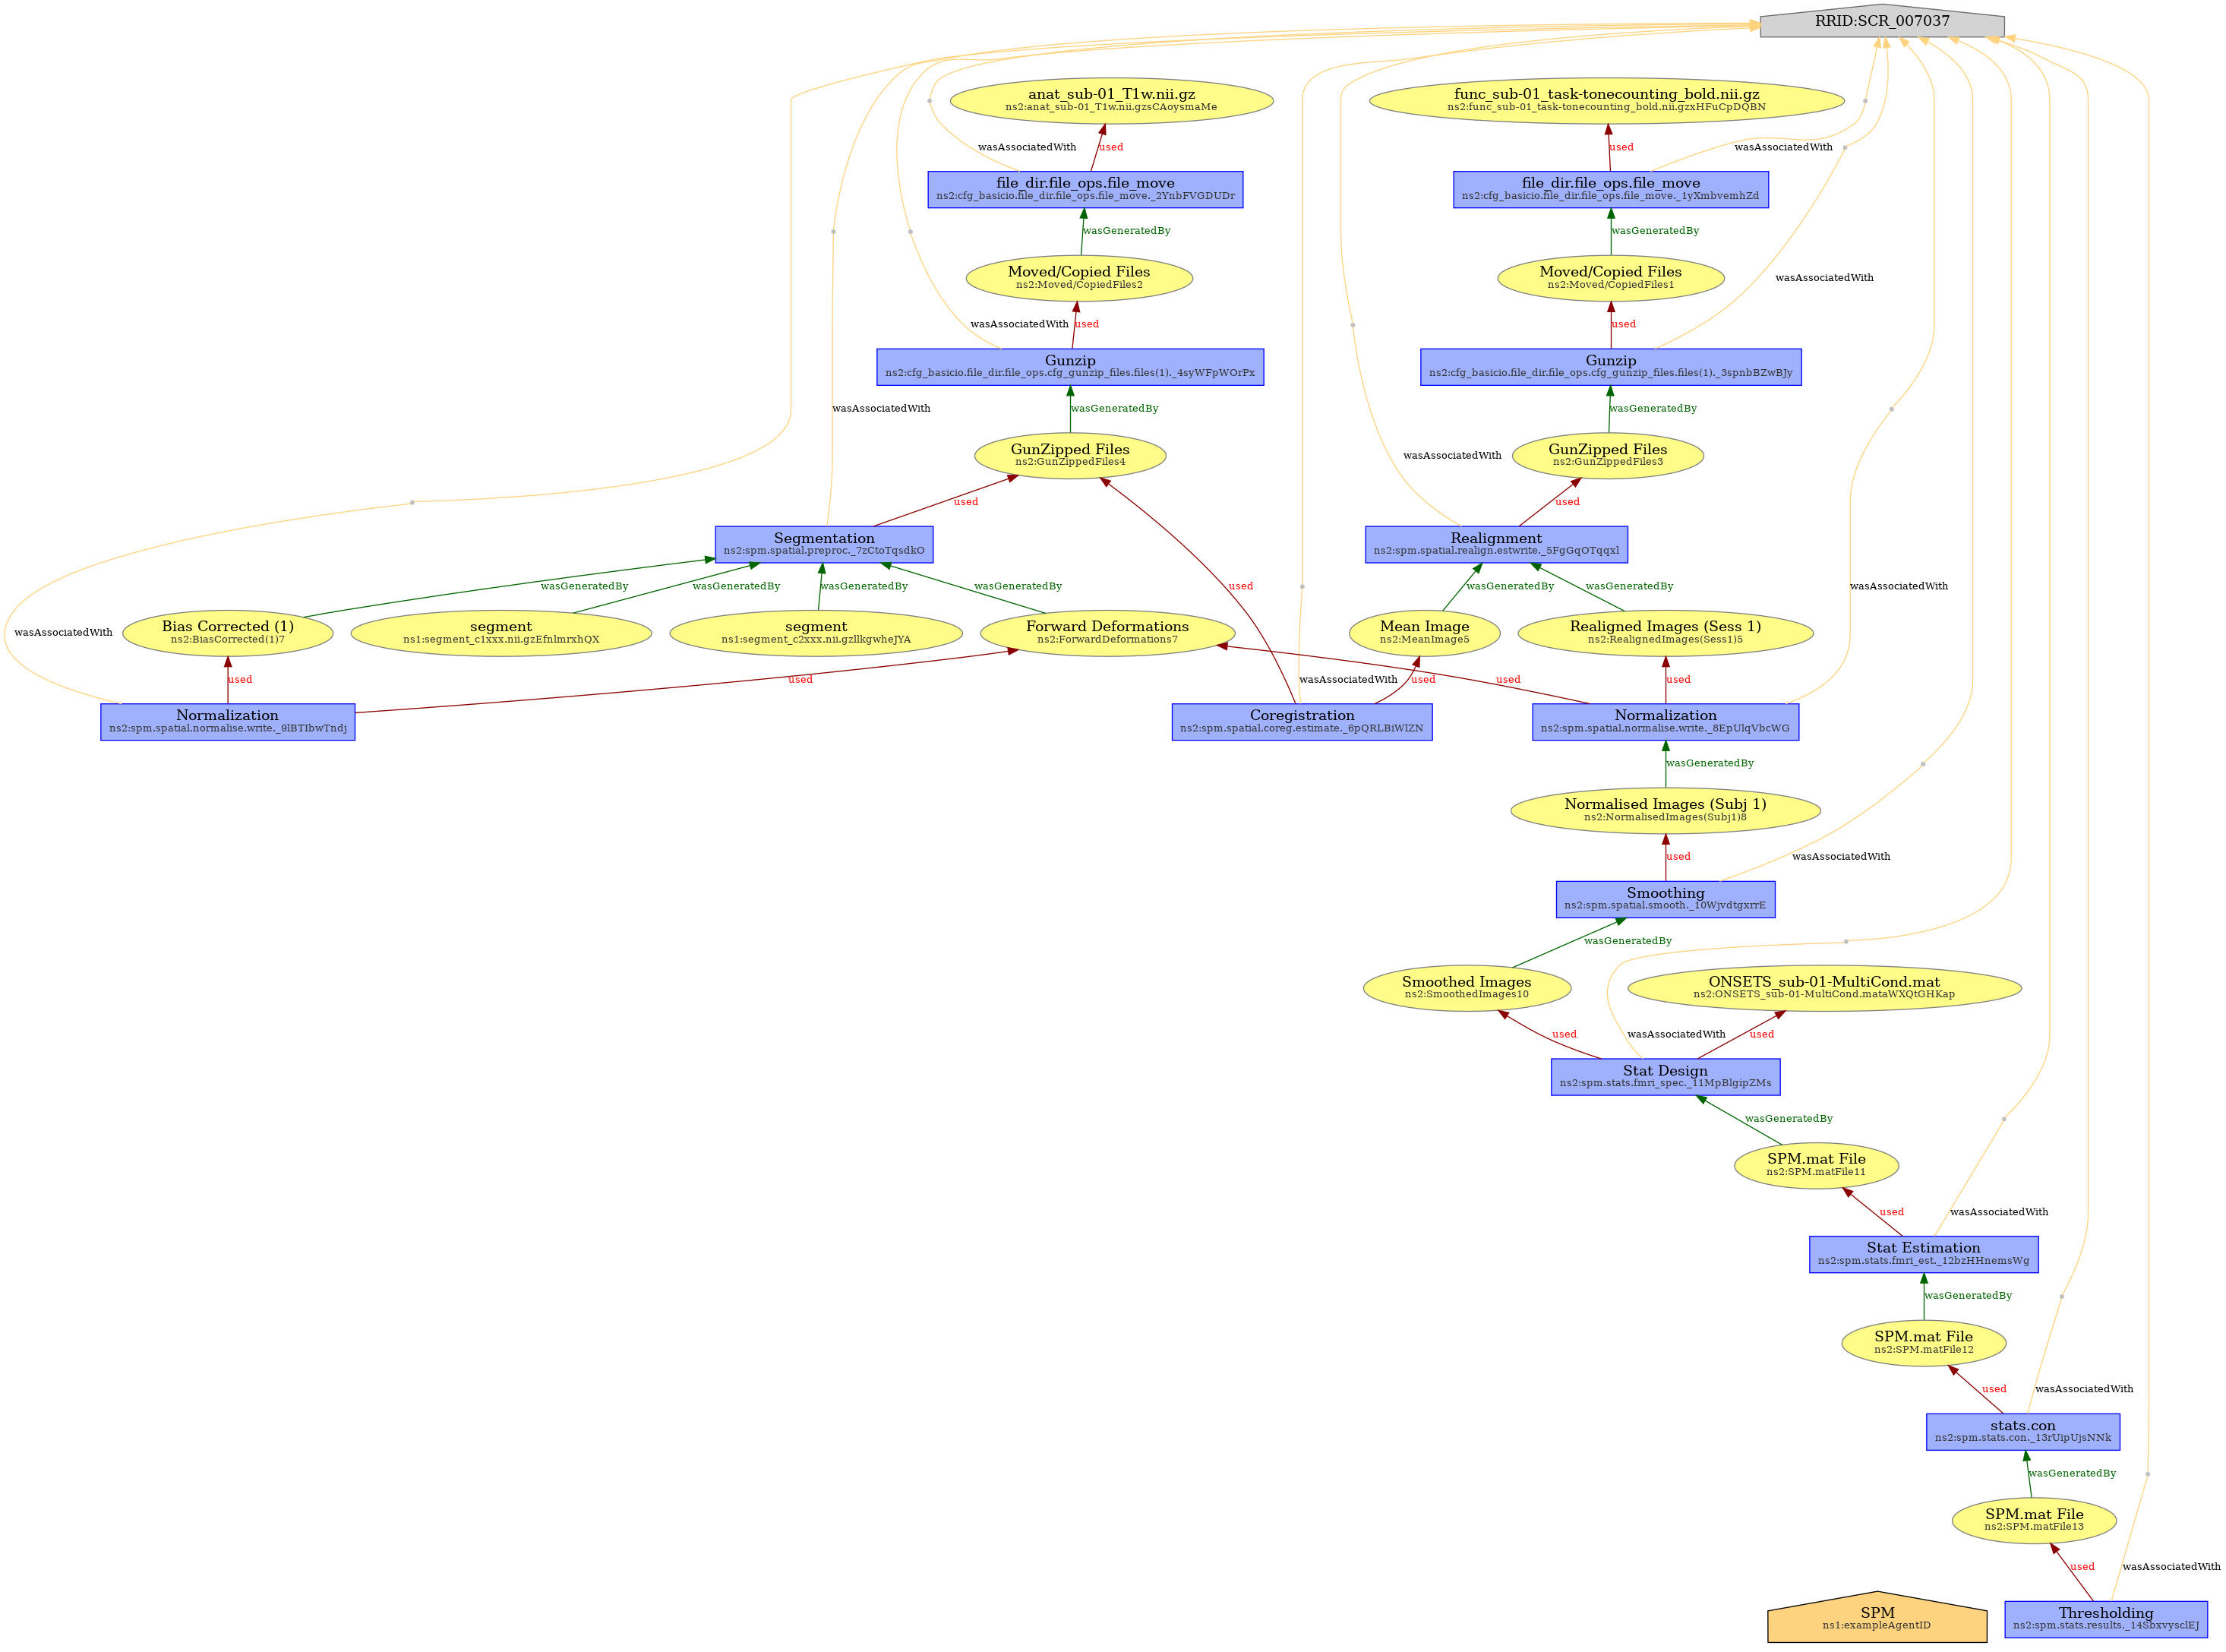 RRID:SCR_007037
anat_sub-01_T1w.nii.gz
ns2:anat_sub-01_T1w.nii.gzsCAoysmaMe
func_sub-01_task-tonecounting_bold.nii.gz
ns2:func_sub-01_task-tonecounting_bold.nii.gzxHFuCpDQBN
wasAssociatedWith
used
used
wasAssociatedWith
file_dir.file_ops.file_move
ns2:cfg_basicio.file_dir.file_ops.file_move._2YnbFVGDUDr
file_dir.file_ops.file_move
ns2:cfg_basicio.file_dir.file_ops.file_move._1yXmbvemhZd
wasGeneratedBy
wasGeneratedBy
Moved/Copied Files
ns2:Moved/CopiedFiles2
Moved/Copied Files
ns2:Moved/CopiedFiles1
wasAssociatedWith
wasAssociatedWith
used
used
Gunzip
ns2:cfg_basicio.file_dir.file_ops.cfg_gunzip_files.files(1)._4syWFpWOrPx
Gunzip
ns2:cfg_basicio.file_dir.file_ops.cfg_gunzip_files.files(1)._3spnbBZwBJy
wasAssociatedWith
wasGeneratedBy
wasGeneratedBy
GunZipped Files
ns2:GunZippedFiles4
GunZipped Files
ns2:GunZippedFiles3
wasAssociatedWith
used
used
Segmentation
ns2:spm.spatial.preproc._7zCtoTqsdkO
Realignment
ns2:spm.spatial.realign.estwrite._5FgGqOTqqxl
wasGeneratedBy
wasGeneratedBy
wasGeneratedBy
wasGeneratedBy
used
wasGeneratedBy
wasGeneratedBy
wasAssociatedWith
wasAssociatedWith
Bias Corrected (1)
ns2:BiasCorrected(1)7
segment
ns1:segment_c1xxx.nii.gzEfnlmrxhQX
segment
ns1:segment_c2xxx.nii.gzllkgwheJYA
Forward Deformations
ns2:ForwardDeformations7
Mean Image
ns2:MeanImage5
Realigned Images (Sess 1)
ns2:RealignedImages(Sess1)5
used
used
wasAssociatedWith
used
used
used
Normalization
ns2:spm.spatial.normalise.write._9lBTIbwTndj
Coregistration
ns2:spm.spatial.coreg.estimate._6pQRLBiWlZN
Normalization
ns2:spm.spatial.normalise.write._8EpUlqVbcWG
wasGeneratedBy
Normalised Images (Subj 1)
ns2:NormalisedImages(Subj1)8
used
wasAssociatedWith
Smoothing
ns2:spm.spatial.smooth._10WjvdtgxrrE
wasGeneratedBy
Smoothed Images
ns2:SmoothedImages10
ONSETS_sub-01-MultiCond.mat
ns2:ONSETS_sub-01-MultiCond.mataWXQtGHKap
used
wasAssociatedWith
used
Stat Design
ns2:spm.stats.fmri_spec._11MpBlgipZMs
wasGeneratedBy
SPM.mat File
ns2:SPM.matFile11
used
wasAssociatedWith
Stat Estimation
ns2:spm.stats.fmri_est._12bzHHnemsWg
wasGeneratedBy
SPM.mat File
ns2:SPM.matFile12
used
wasAssociatedWith
stats.con
ns2:spm.stats.con._13rUipUjsNNk
wasGeneratedBy
SPM.mat File
ns2:SPM.matFile13
used
wasAssociatedWith
SPM
ns1:exampleAgentID
Thresholding
ns2:spm.stats.results._14SbxvysclEJ